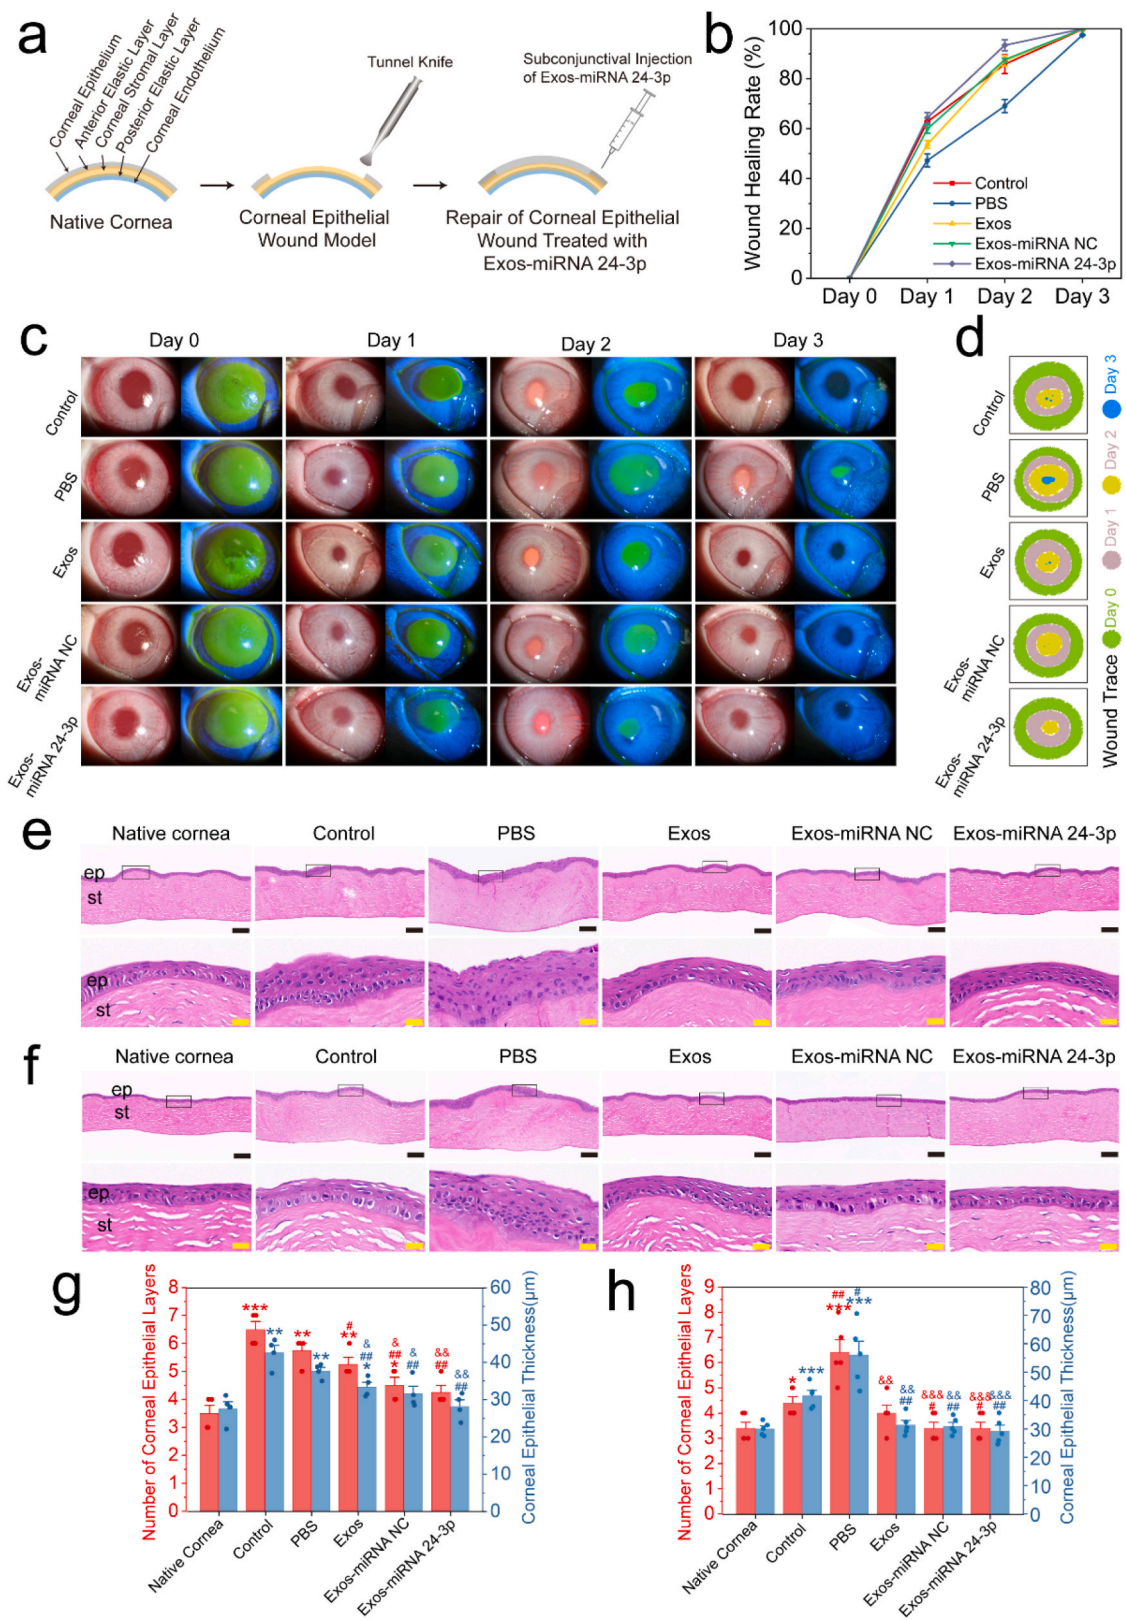 a
Corneal Epithelium
Anterior Elastic Layer
Corneal Stromal Layer
Posterior Elastic Layer
Corneal Endothelium
Native Cornea
Tunnel Knife
Corneal Epithelial
Wound Model
Subconjunctival Injection
of Exos-miRNA 24-3p
Repair of Corneal Epithelial
Wound Treated with
Exos-miRNA 24-3p
b
Wound Healing Rate (%)
100
80
60
40
20
0
Control
PBS
Exos
Exos-miRNA NC
Exos-miRNA 24-3p
Day 0 Day 1 Day 2 Day 3
c
Day 0 Day 1 Day 2 Day 3
Control
PBS
Exos
Exos-
miRNA NC
Exos-
miRNA 24-3p
d
Control
PBS
Exos
Exos-
miRNA NC
Exos-
miRNA 24-3p
Wound Trace Day 0 Day 1 Day 2 Day 3
e
Native cornea Control PBS Exos Exos-miRNA NC Exos-miRNA 24-3p
ep
st
ep
st
f
Native cornea Control PBS Exos Exos-miRNA NC Exos-miRNA 24-3p
ep
st
ep
st
g
Number of Corneal Epithelial Layers
8
7
6
5
4
3
2
1
0
*** ** ** ** # ** & ## * & ## * & ## && ## && ##
Corneal Epithelial Thickness(μm)
60
50
40
30
20
10
0
Native Cornea
Control
PBS
Exos
Exos-miRNA NC
Exos-miRNA 24-3p
h
Number of Corneal Epithelial Layers
9
8
7
6
5
4
3
2
1
0
* *** ## *** # *** && && ## &&& # && ## &&& # &&& ##
Corneal Epithelial Thickness(μm)
80
70
60
50
40
30
20
10
0
Native Cornea
Control
PBS
Exos
Exos-miRNA NC
Exos-miRNA 24-3p